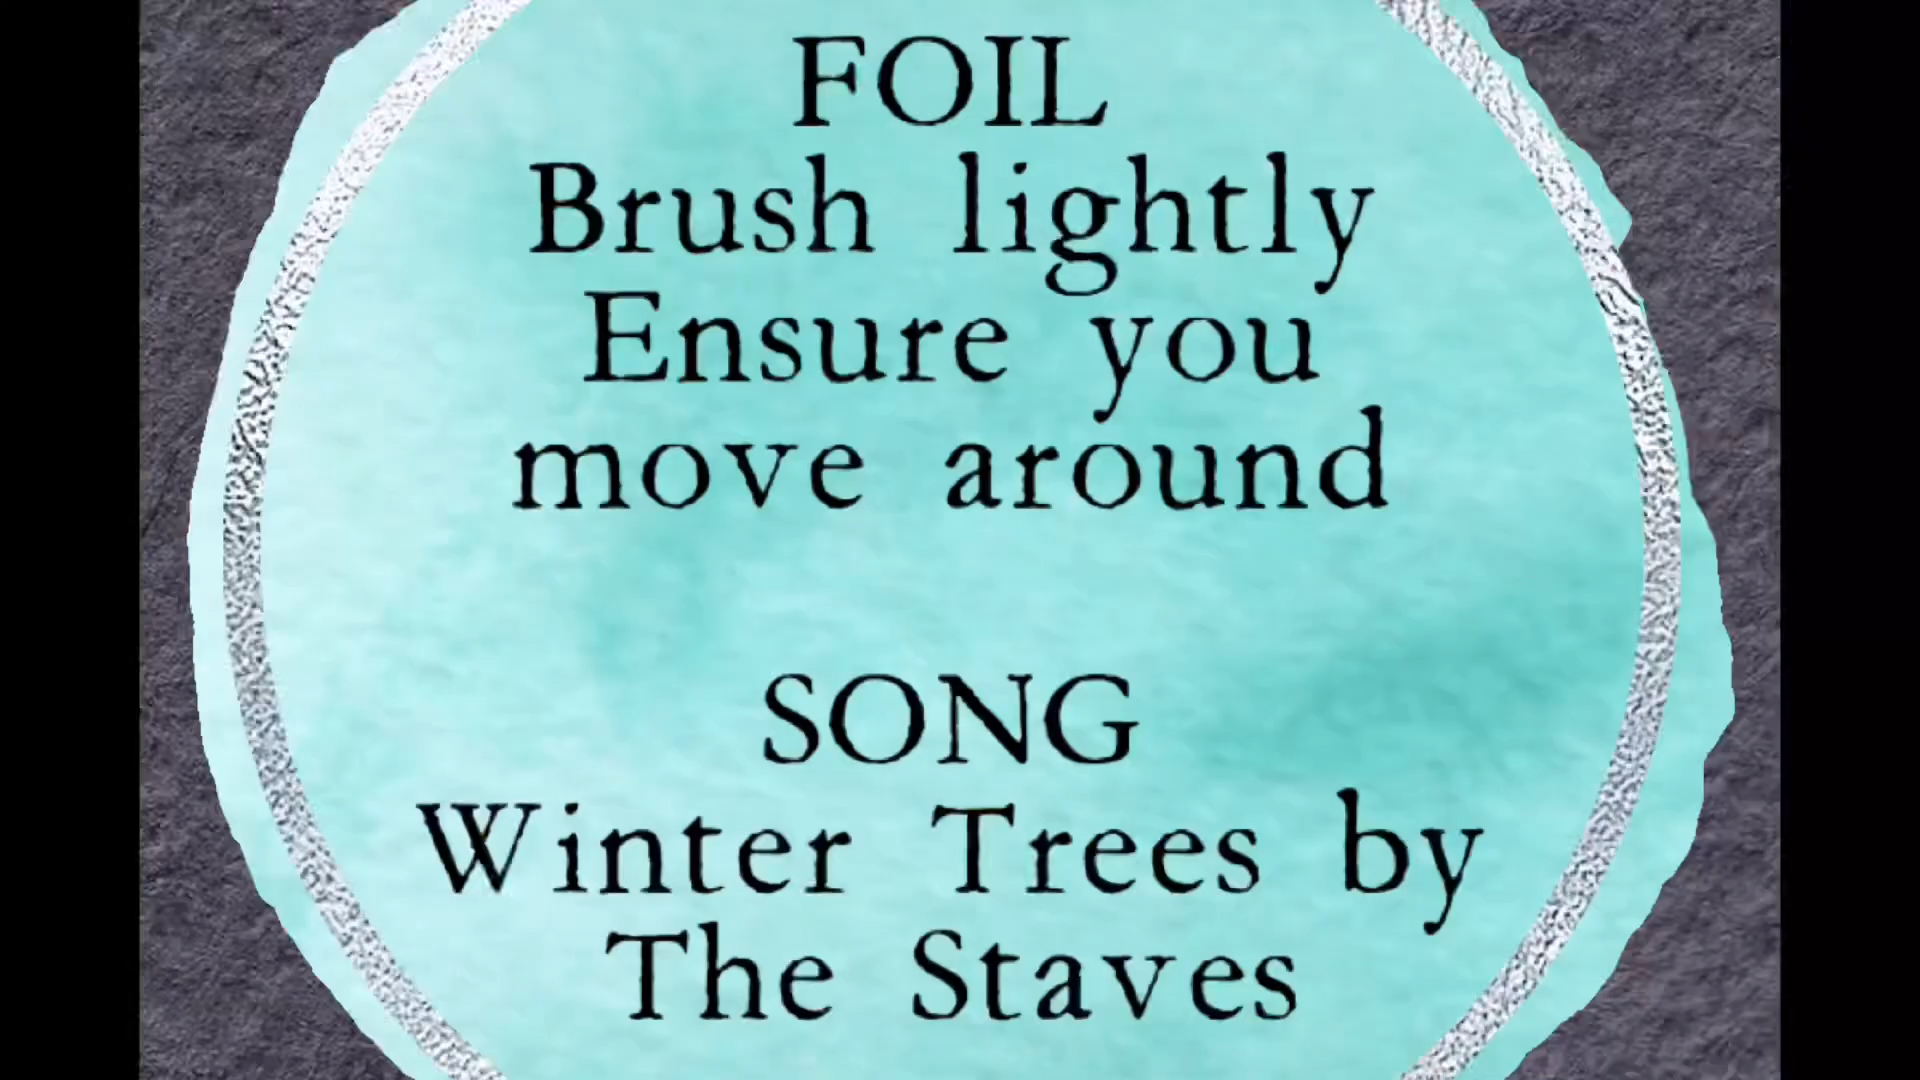 FOIL
Brush lightly
Ensure you
move around
SONG
Winter Trees by
The Staves